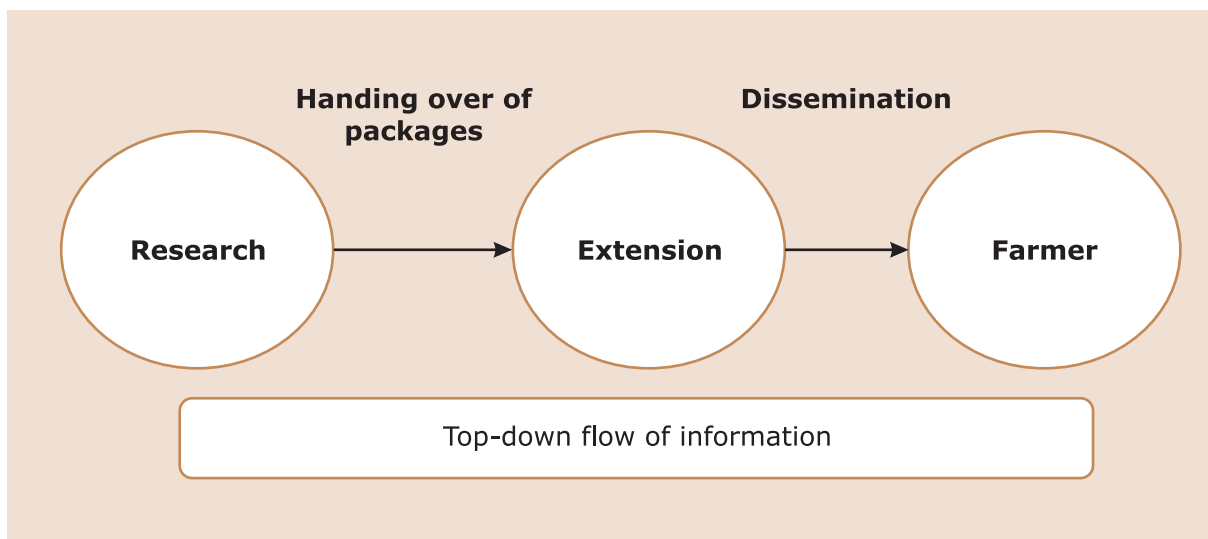 Handing over of
packages
Dissemination
Research
Extension
Farmer
Top-down flow of information